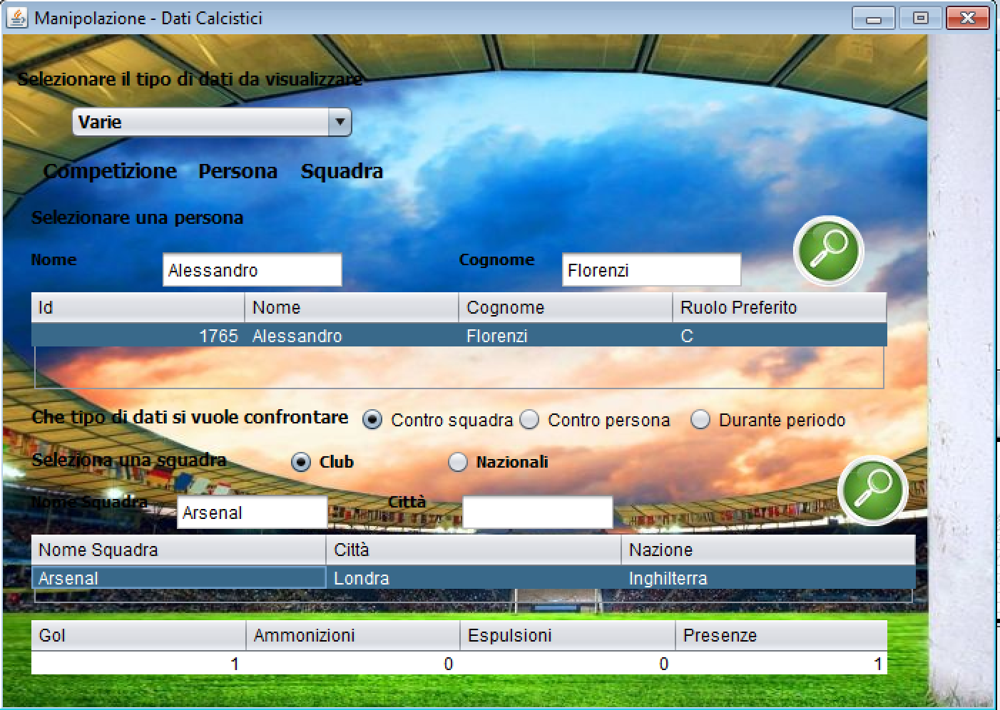 Manipolazione - Dati Calcistici
Selezionare il tipo di dati da visualizzare
Varie
Competizione Persona Squadra
Selezionare una persona
Nome Alessandro Cognome Florenzi
Id Nome Cognome Ruolo Preferito
1765 Alessandro Florenzi C
Che tipo di dati si vuole confrontare Contro squadra Contro persona Durante periodo
Seleziona una squadra Club Nazionali
Nome Squadra Arsenal Città
Nome Squadra Città Nazione
Arsenal Londra Inghilterra
Gol Ammonizioni Espulsioni Presenze
1 0 0 1